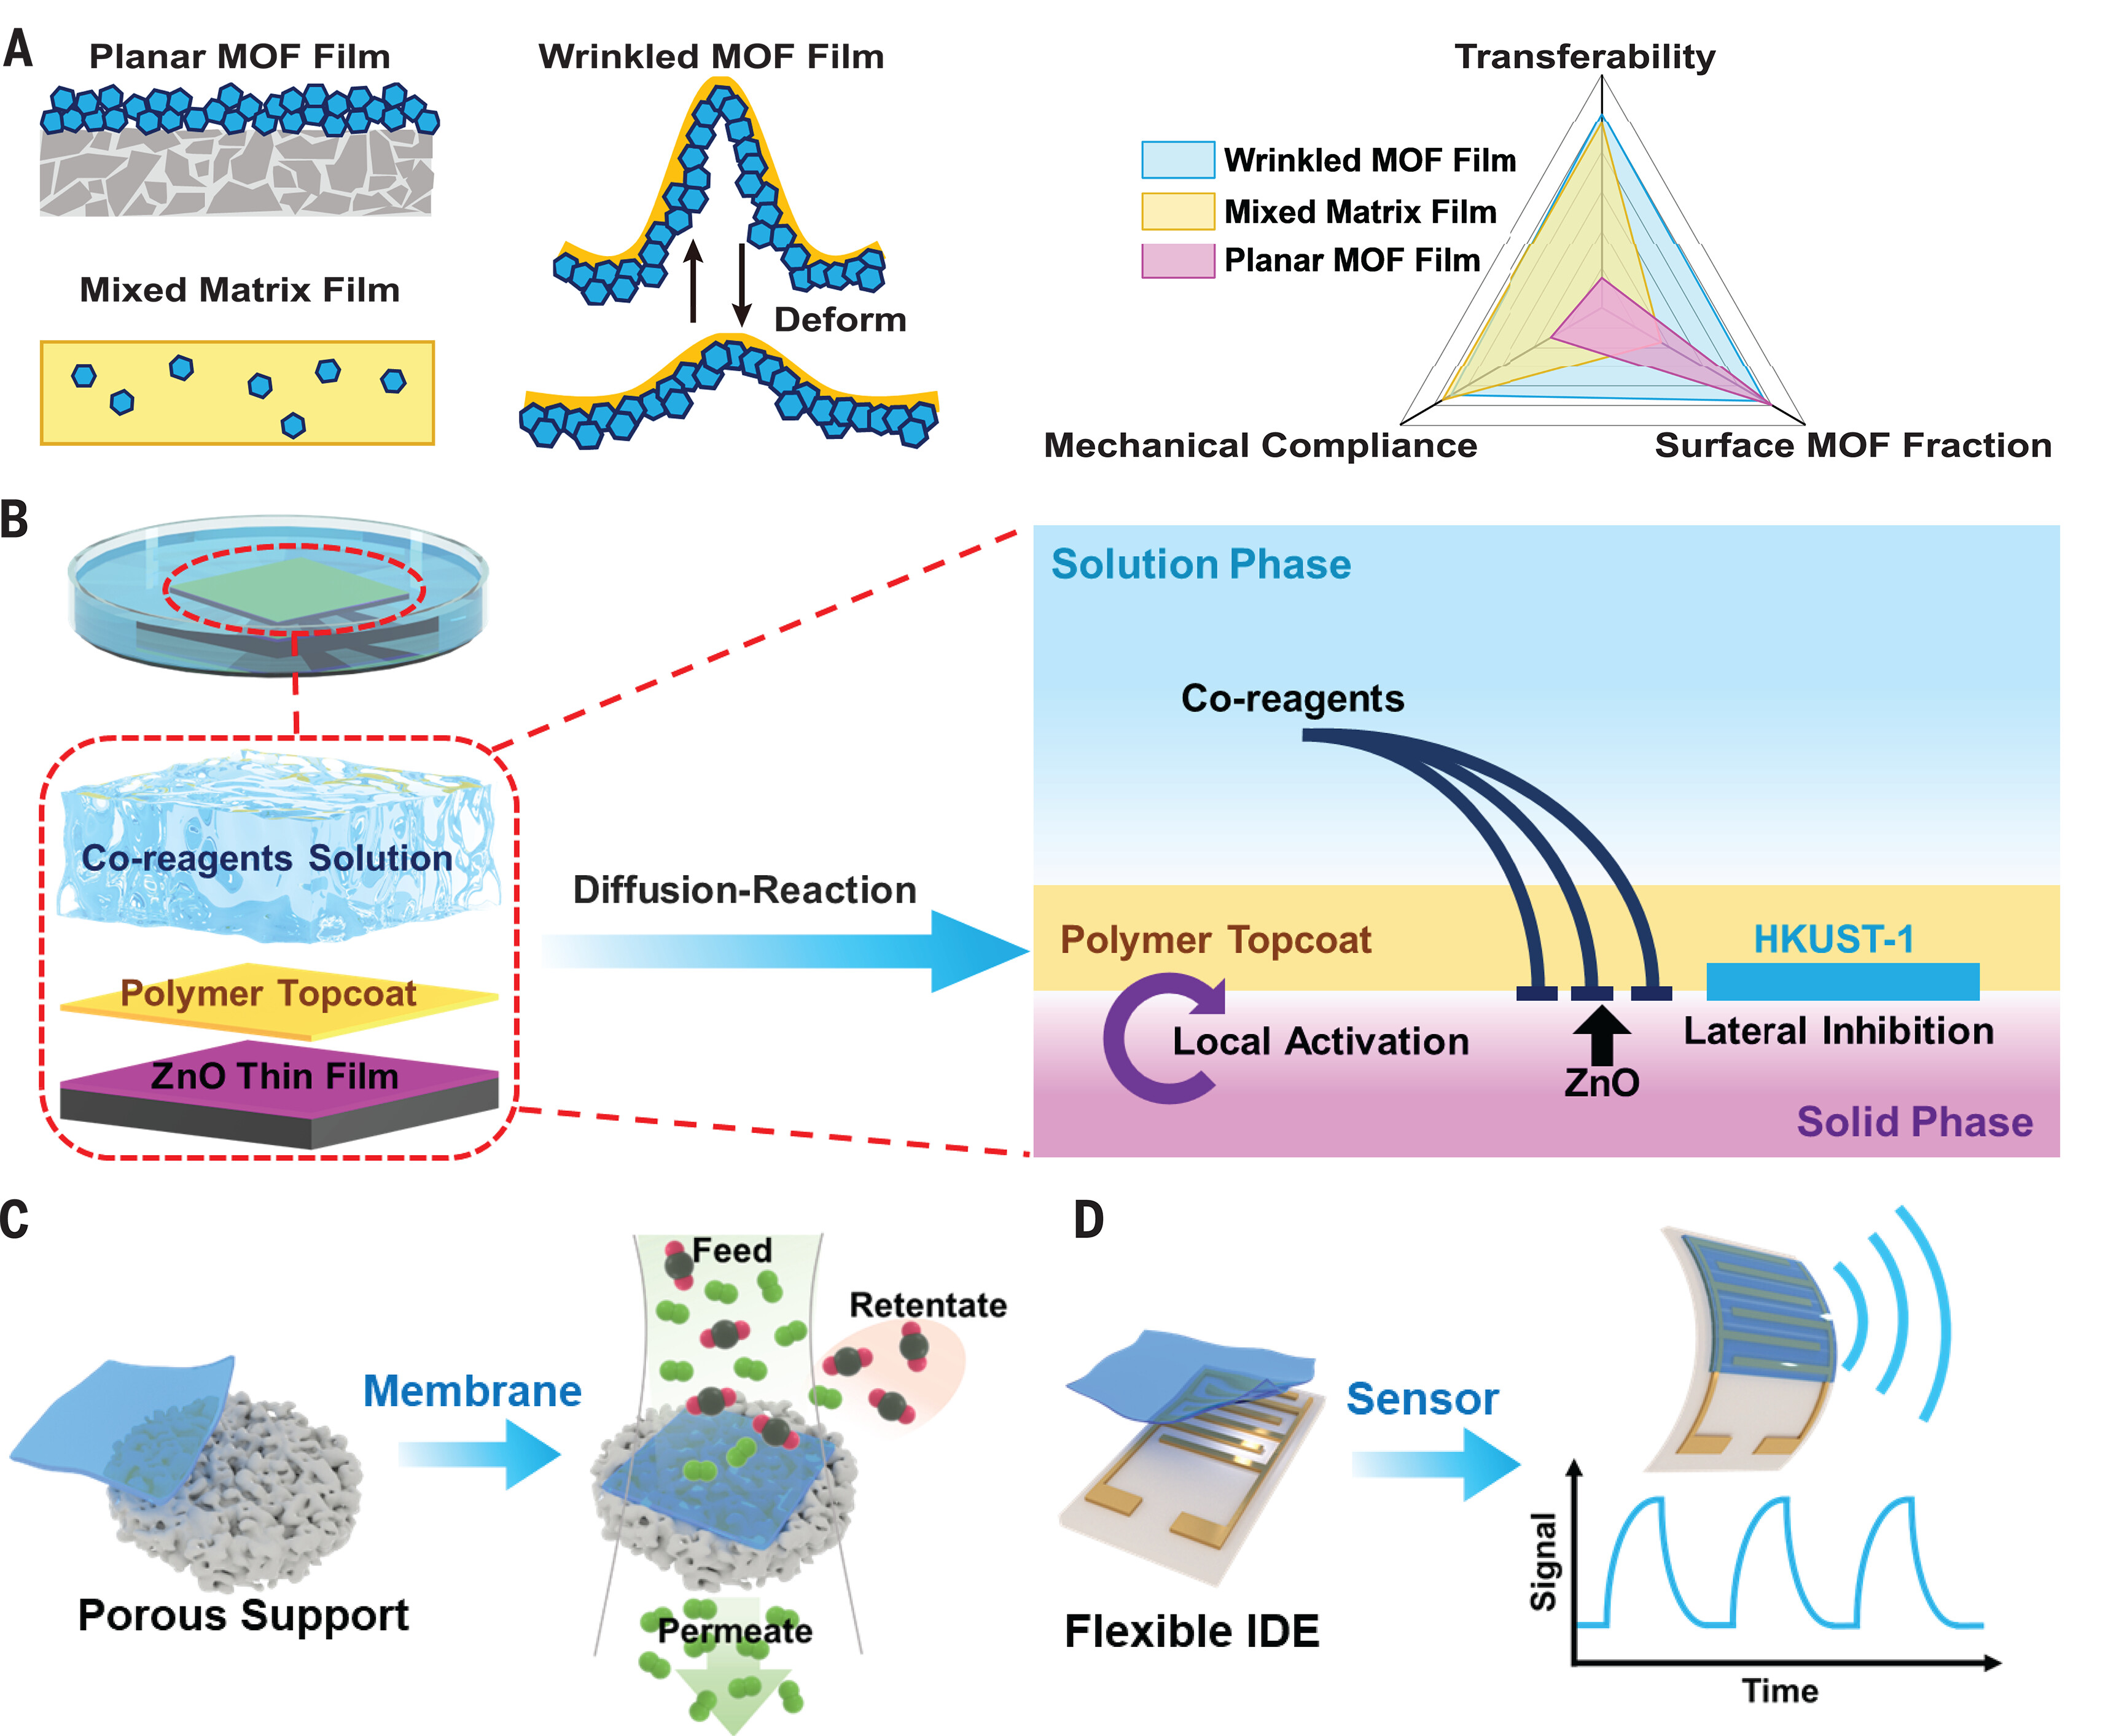 A
Planar MOF Film
Wrinkled MOF Film
Mixed Matrix Film
Deform
Transferability
Wrinkled MOF Film
Mixed Matrix Film
Planar MOF Film
Mechanical Compliance
Surface MOF Fraction
B
Co-reagents Solution
Polymer Topcoat
ZnO Thin Film
Diffusion-Reaction
Solution Phase
Co-reagents
Polymer Topcoat
HKUST-1
Local Activation
Lateral Inhibition
ZnO
Solid Phase
C
Membrane
Porous Support
Feed
Retentate
Permeate
D
Sensor
Flexible IDE
Signal
Time